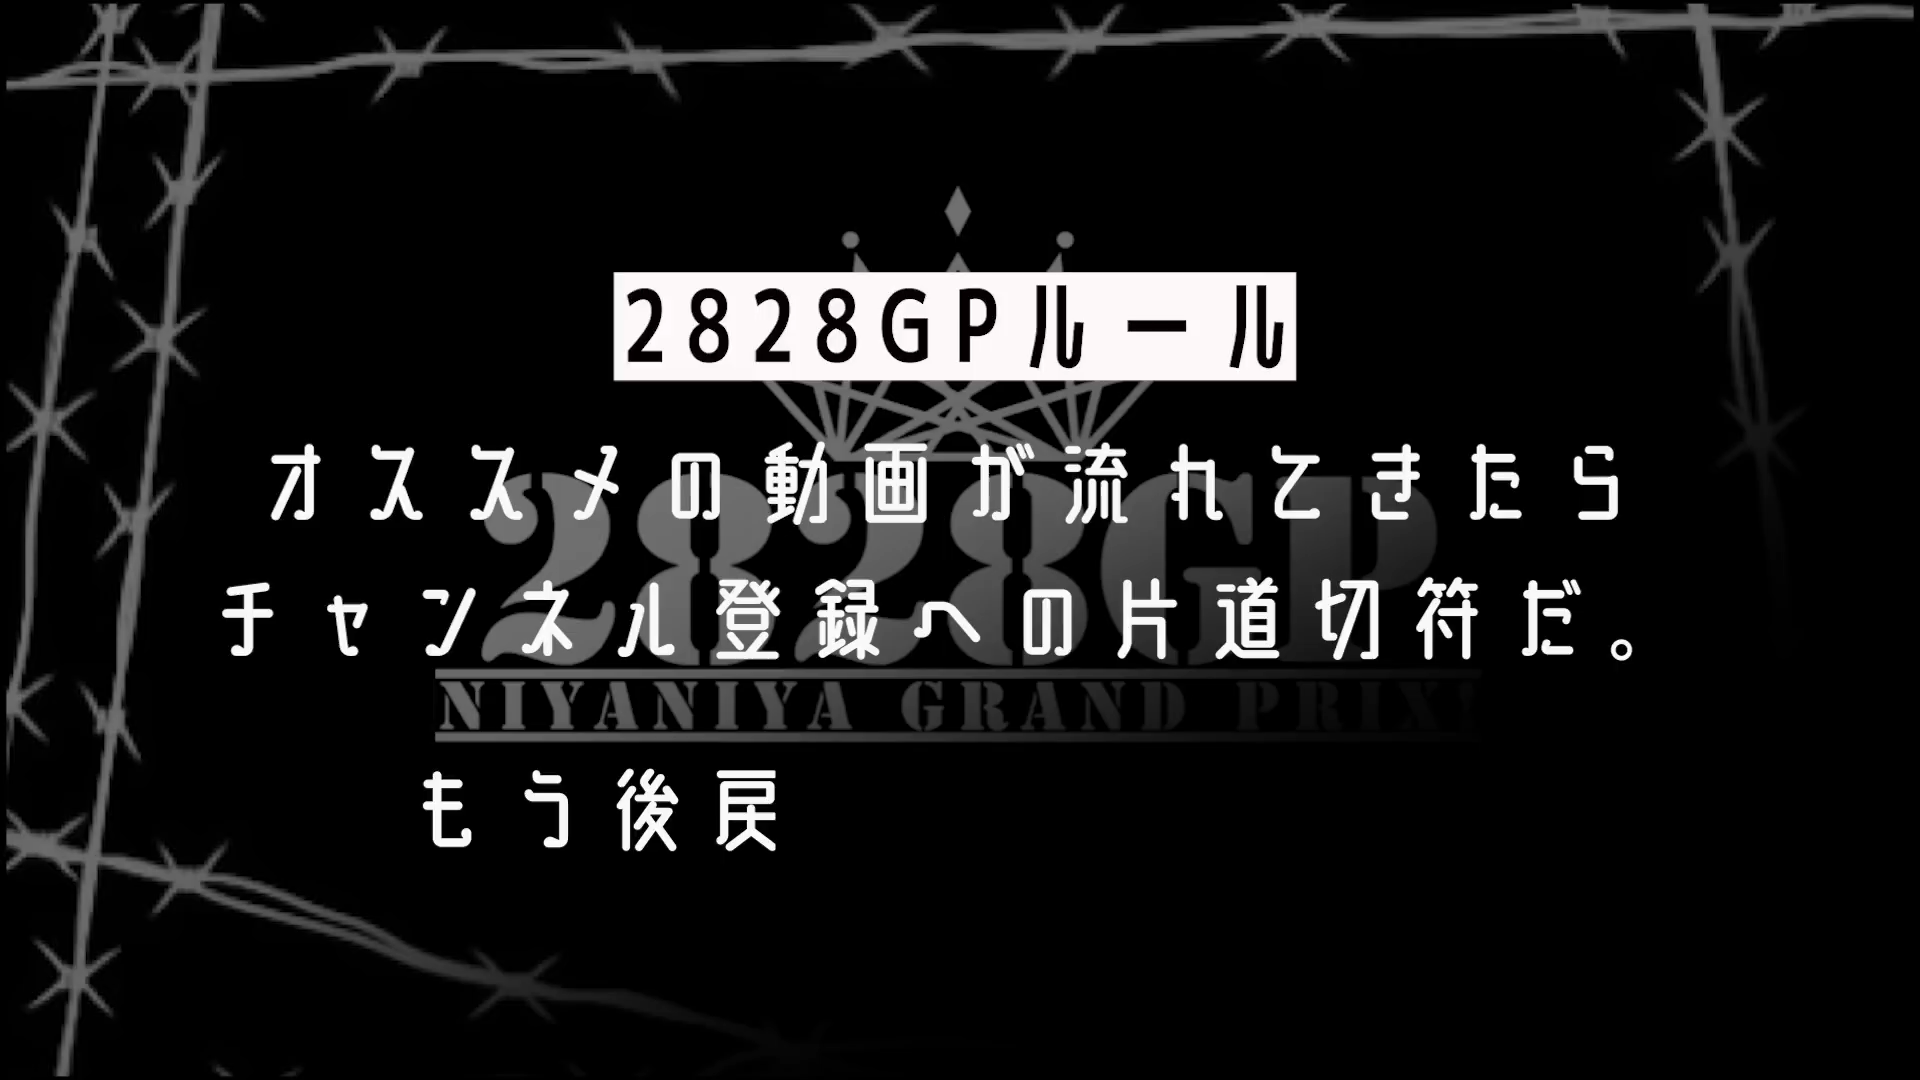 2828GPルール
オススメの動画が流れてきたら
チャンネル登録への片道切符だ。
2828GP
NIYANIYA GRAND PRIX!
もう後戻